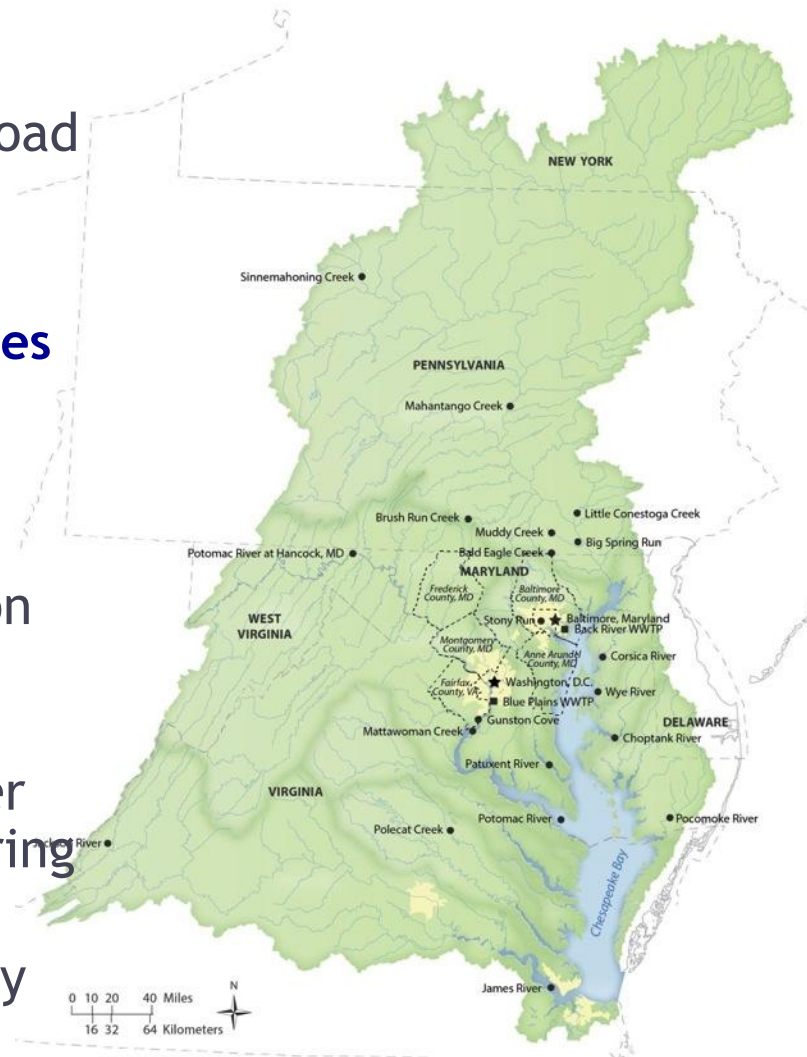 oad
NEW YORK
Sinnemahoning Creek
es
PENNSYLVANIA
Mahantango Creek
Brush Run Creek
Little Conestoga Creek
Muddy Creek
Big Spring Run
Potomac River at Hancock, MD
Bald Eagle Creek
MARYLAND
Frederick
County, MD
Baltimore
County, MD
on
WEST
VIRGINIA
Stony Run
Baltimore, Maryland
Back River WWTP
Montgomery
County, MD
Anne Arundel
County, MD
Corsica River
Fairfax
County, VA
Washington, D.C.
Wye River
Blue Plains WWTP
Gunston Cove
DELAWARE
Mattawoman Creek
Choptank River
Patuxent River
er
VIRGINIA
Potomac River
Pocomoke River
Polecat Creek
Jackson River
ring
Chesapeake Bay
y
James River
N
0 10 20 40 Miles
16 32 64 Kilometers